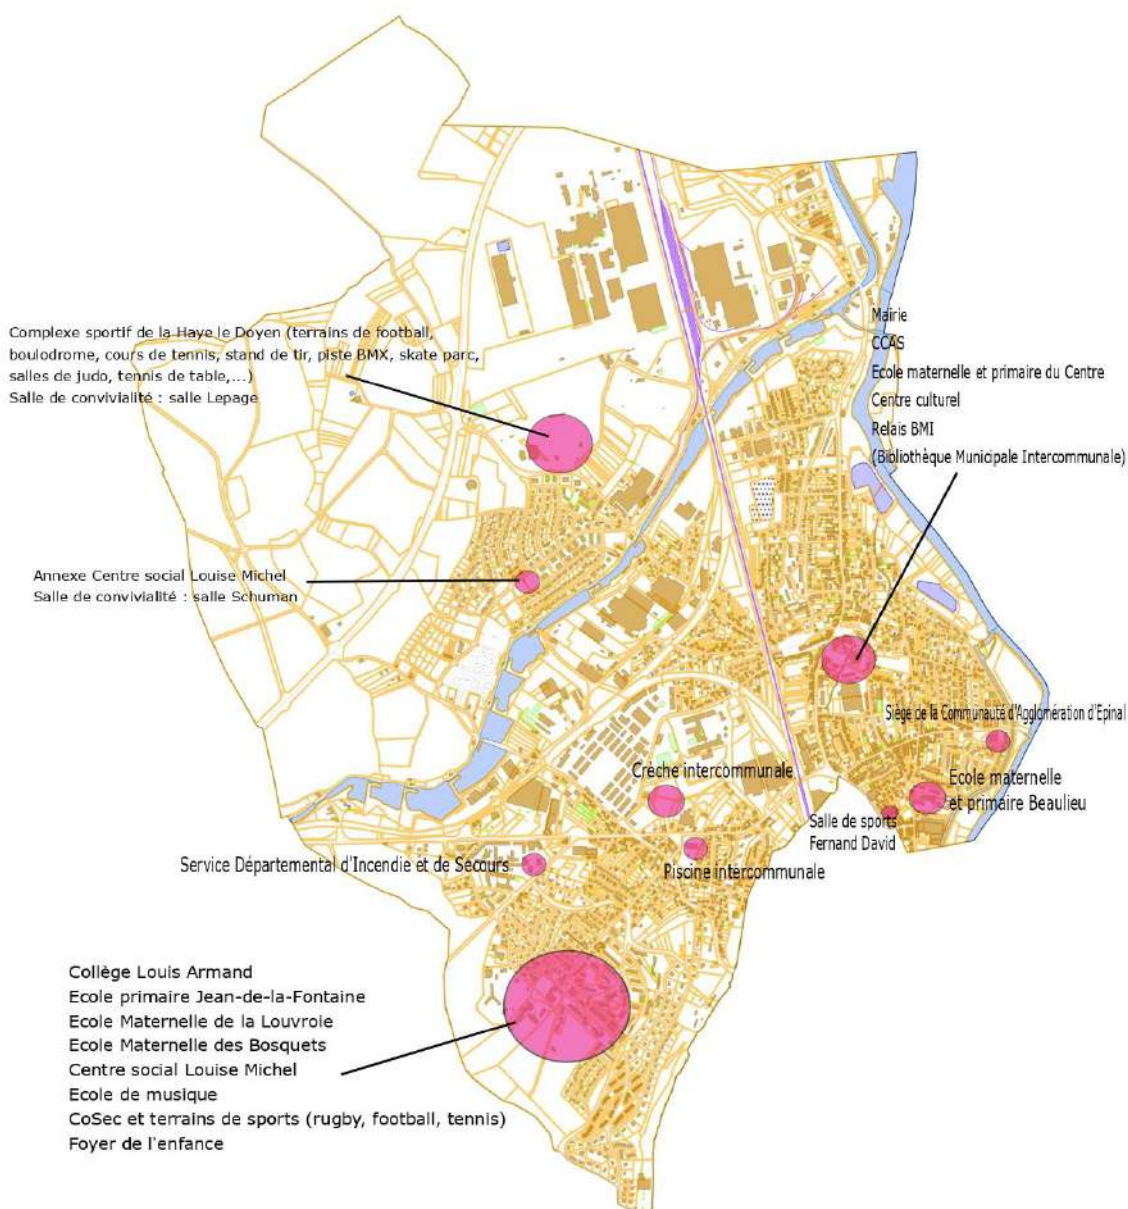 Complexe sportif de la Haye le Doyen (terrains de football,
boulodrome, cours de tennis, stand de tir, piste BMX, skate parc,
salles de judo, tennis de table,...)
Salle de convivialité : salle Lepage
Mairie
CCAS
Ecole maternelle et primaire du Centre
Centre culturel
Relais BMI
(Bibliothèque Municipale Intercommunale)
Annexe Centre social Louise Michel
Salle de convivialité : salle Schuman
Siège de la Communauté d'Agglomération d'Epinal
Crèche intercommunale
Ecole maternelle
et primaire Beaulieu
Salle de sports
Fernand David
Service Départemental d'Incendie et de Secours
Piscine intercommunale
Collège Louis Armand
Ecole primaire Jean-de-la-Fontaine
Ecole Maternelle de la Louvroie
Ecole Maternelle des Bosquets
Centre social Louise Michel
Ecole de musique
CoSec et terrains de sports (rugby, football, tennis)
Foyer de l'enfance